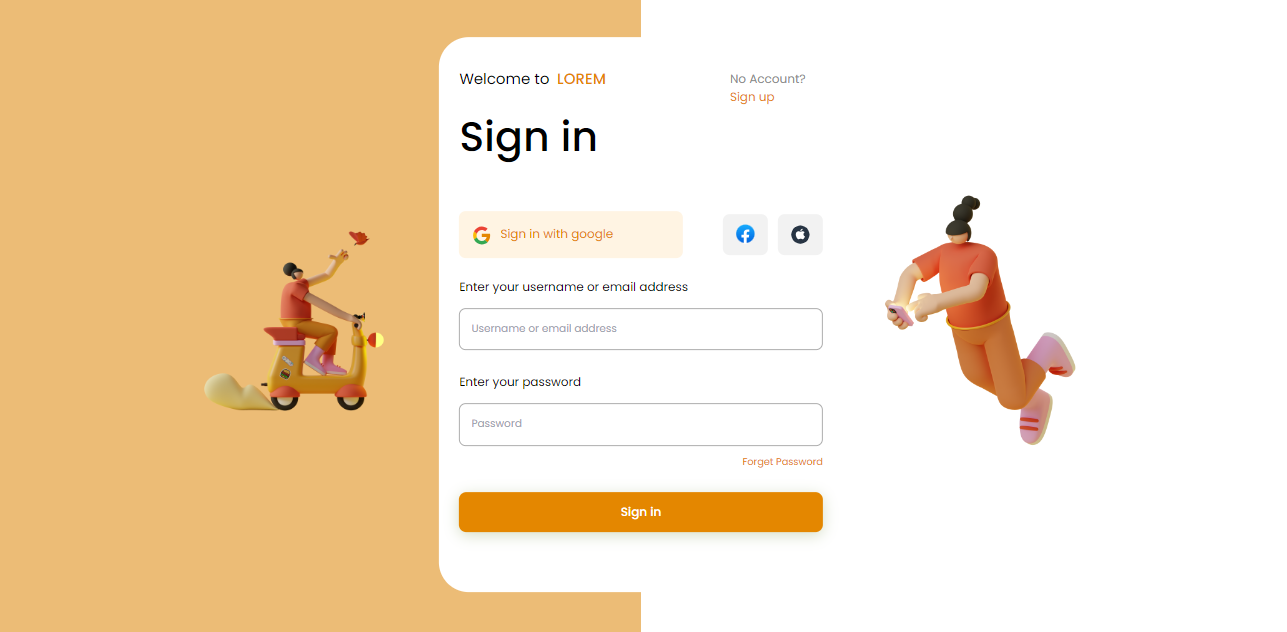 Welcome to LOREM
No Account?
Sign up
Sign in
Sign in with google
Enter your username or email address
Username or email address
Enter your password
Password
Forget Password
Sign in